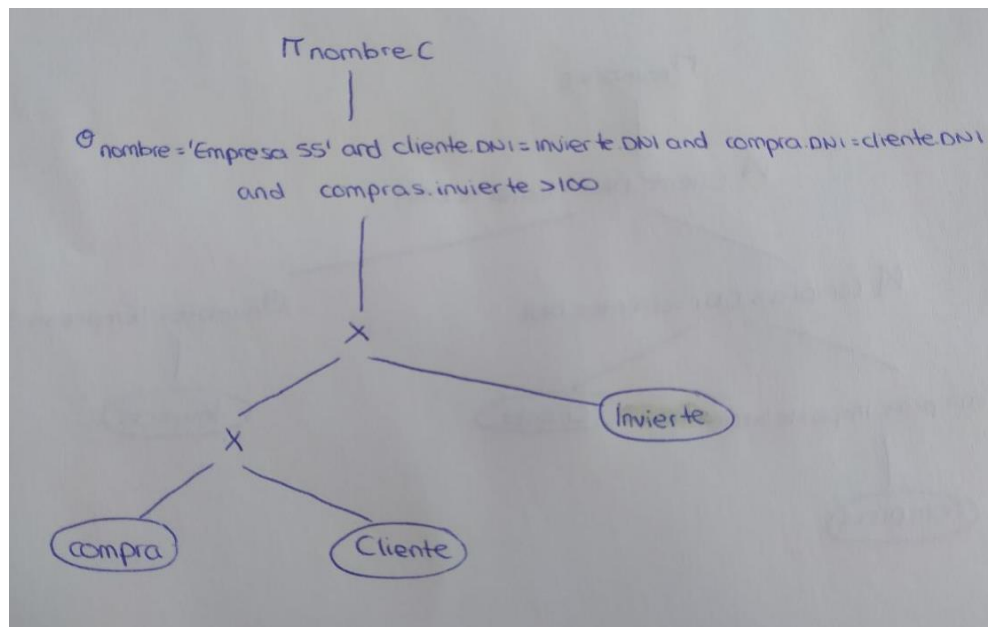 π nombre C
σ nombre = 'Empresa 55' and cliente.DNI = invierte.DNI and compra.DNI = cliente.DNI
and compras.invierte >100
X
Invierte
X
compra
Cliente